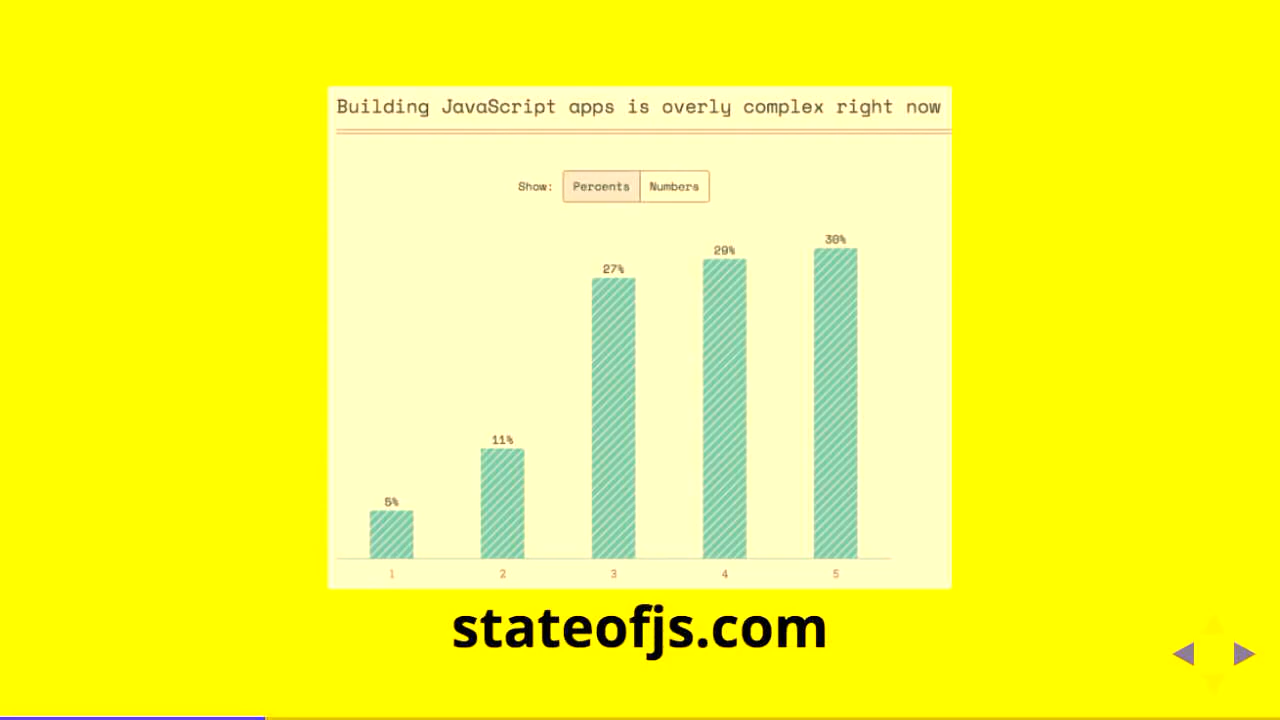 Building JavaScript apps is overly complex right now
Show: Percents Numbers
5% 11% 27% 29% 30%
1 2 3 4 5
stateofjs.com